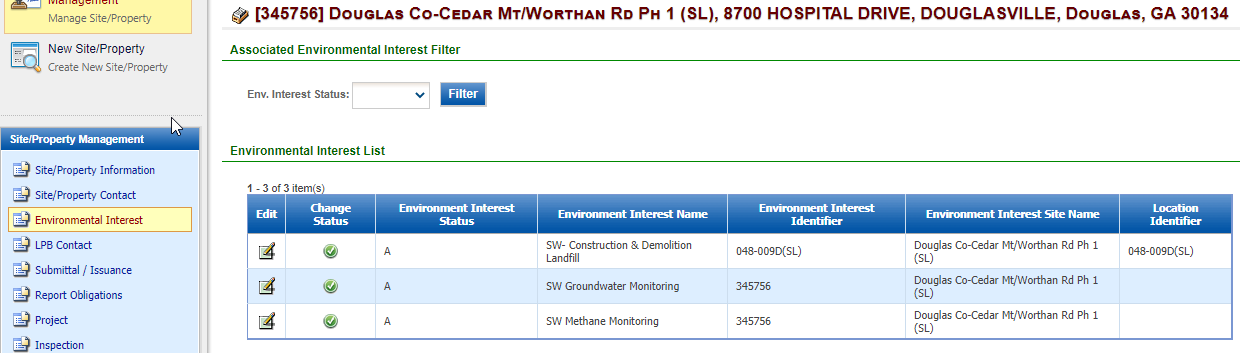 Management
Manage Site/Property
New Site/Property
Create New Site/Property
Site/Property Management
Site/Property Information
Site/Property Contact
Environmental Interest
LPB Contact
Submittal / Issuance
Report Obligations
Project
Inspection
[345756] Douglas Co-Cedar Mt/Worthan Rd Ph 1 (SL), 8700 HOSPITAL DRIVE, DOUGLASVILLE, Douglas, GA 30134
Associated Environmental Interest Filter
Env. Interest Status: Filter
Environmental Interest List
1 - 3 of 3 item(s)
Edit Change Status Environment Interest Status Environment Interest Name Environment Interest Identifier Environment Interest Site Name Location Identifier
A SW- Construction & Demolition Landfill 048-009D(SL) Douglas Co-Cedar Mt/Worthan Rd Ph 1 (SL) 048-009D(SL)
A SW Groundwater Monitoring 345756 Douglas Co-Cedar Mt/Worthan Rd Ph 1 (SL)
A SW Methane Monitoring 345756 Douglas Co-Cedar Mt/Worthan Rd Ph 1 (SL)